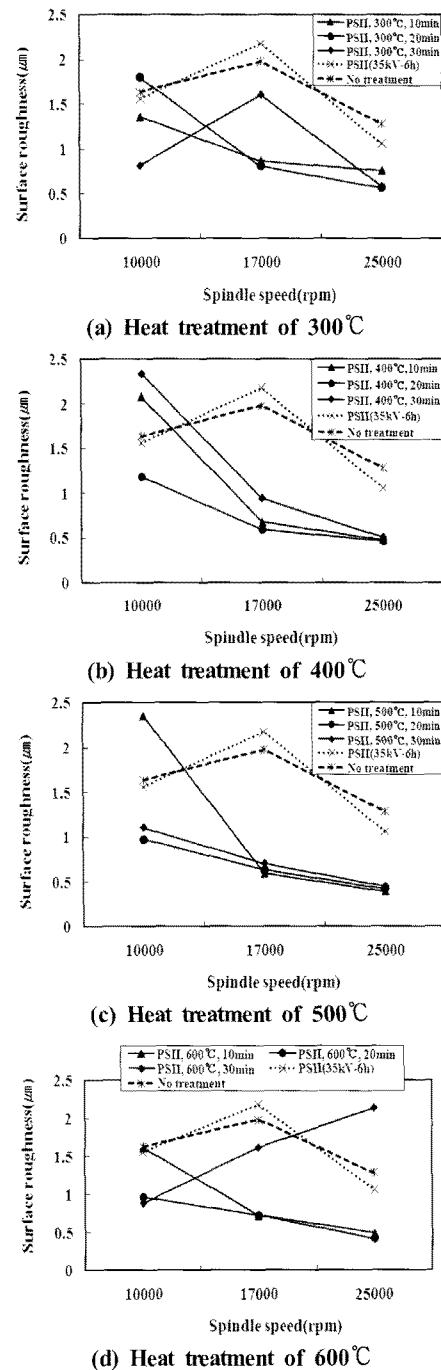 Surface roughness(㎛)
2.5
2
1.5
1
0.5
0
PSII, 300℃, 10min
PSII, 300℃, 20min
PSII, 300℃, 30min
PSII(35kV-6h)
No treatment
10000 17000 25000
Spindle speed(rpm)
(a) Heat treatment of 300℃
Surface roughness(㎛)
2.5
2
1.5
1
0.5
0
PSII, 400℃,10min
PSII, 400℃, 20min
PSII, 400℃, 30min
PSII(35kV-6h)
No treatment
10000 17000 25000
Spindle speed(rpm)
(b) Heat treatment of 400℃
Surface roughness(㎛)
2.5
2
1.5
1
0.5
0
PSII, 500℃, 10min
PSII, 500℃, 20min
PSII, 500℃, 30min
PSII(35kV-6h)
No treatment
10000 17000 25000
Spindle speed(rpm)
(c) Heat treatment of 500℃
PSII, 600℃, 10min PSII, 600℃, 20min
PSII, 600℃, 30min PSII(35kV-6h)
No treatment
Surface roughness(㎛)
2.5
2
1.5
1
0.5
0
10000 17000 25000
Spindle speed(rpm)
(d) Heat treatment of 600℃